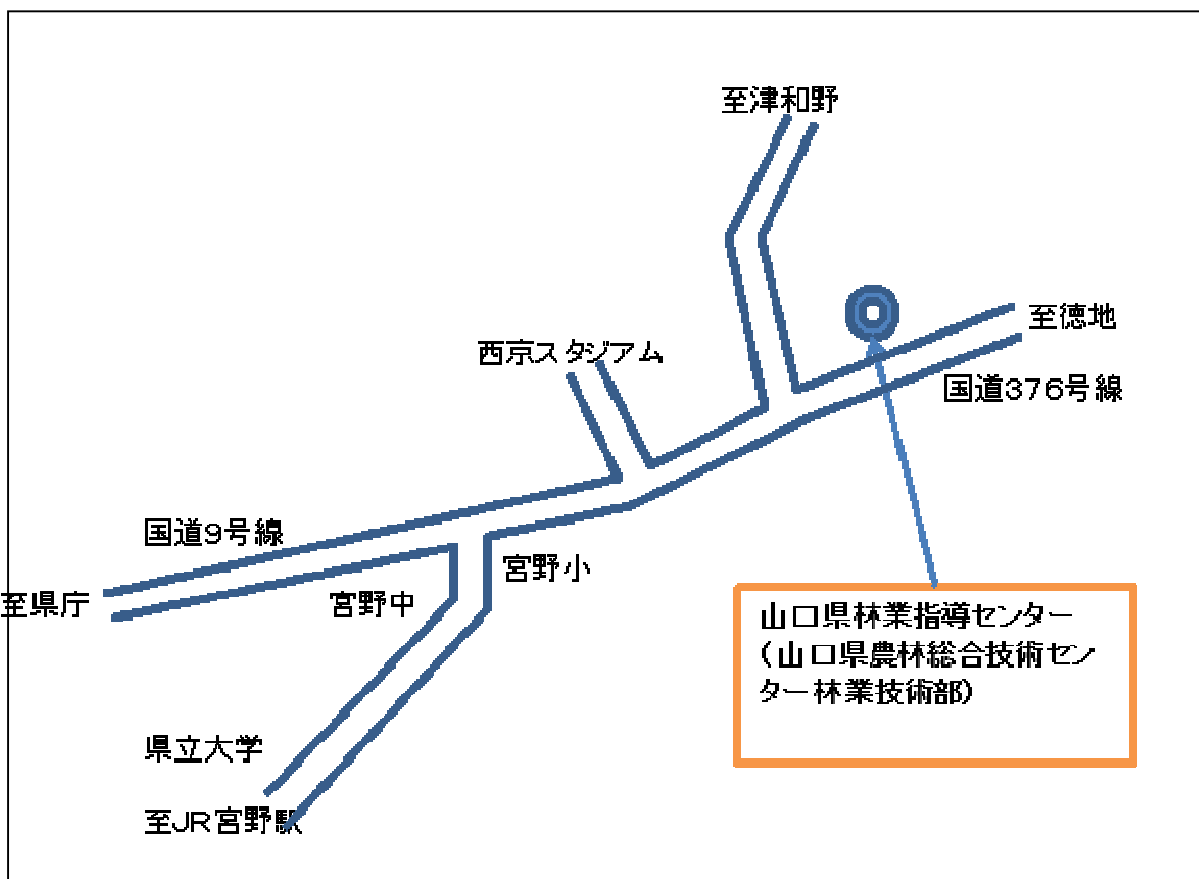 至津和野
至徳地
西京スタジアム
国道376号線
国道9号線
宮野小
至県庁
宮野中
山口県林業指導センター
(山口県農林総合技術セン
ター林業技術部)
県立大学
至JR宮野駅